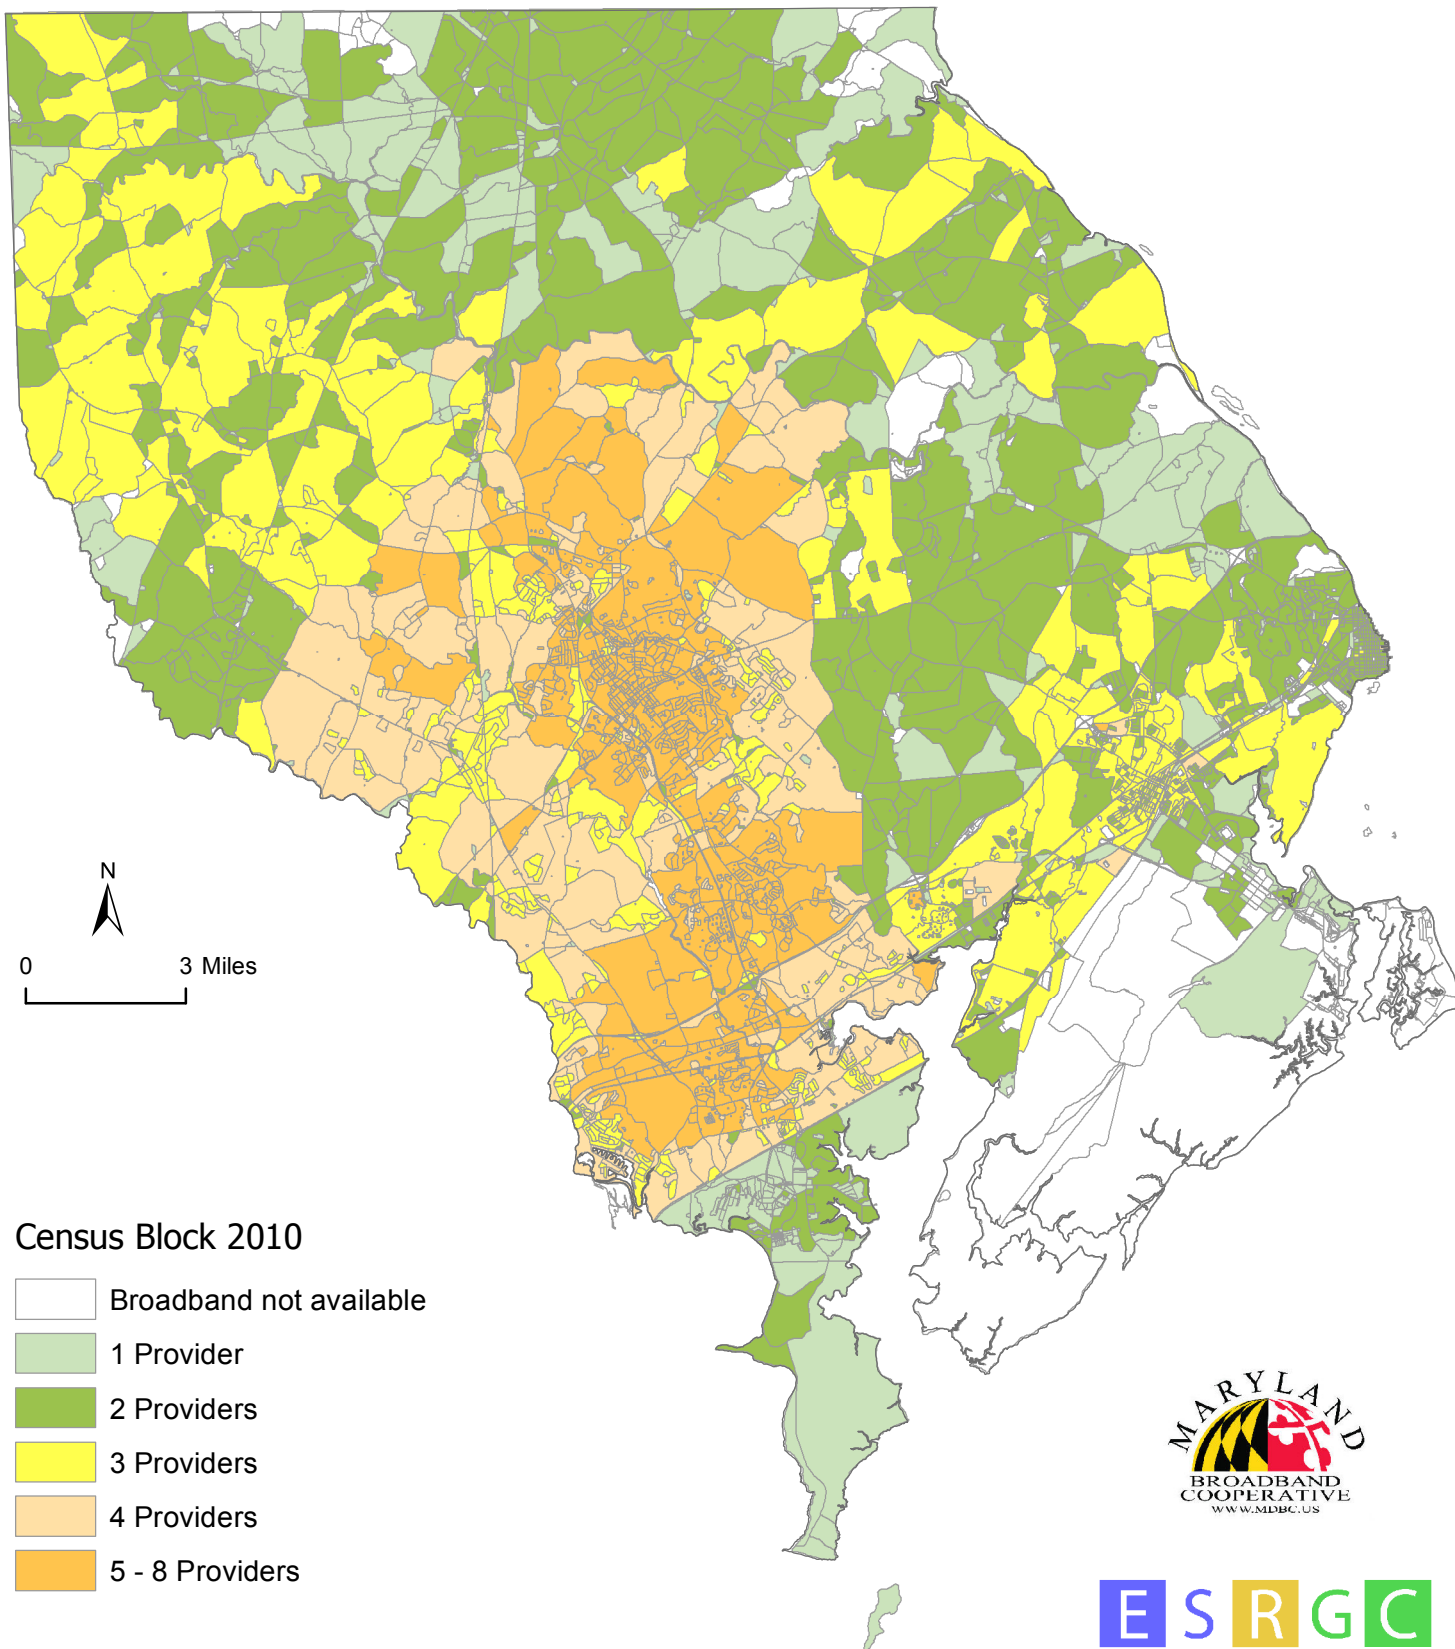 N
0 3 Miles
Census Block 2010
Broadband not available
1 Provider
2 Providers
3 Providers
4 Providers
5 - 8 Providers
MARYLAND
BROADBAND
COOPERATIVE
WWW.MDBC.US
ESRGC